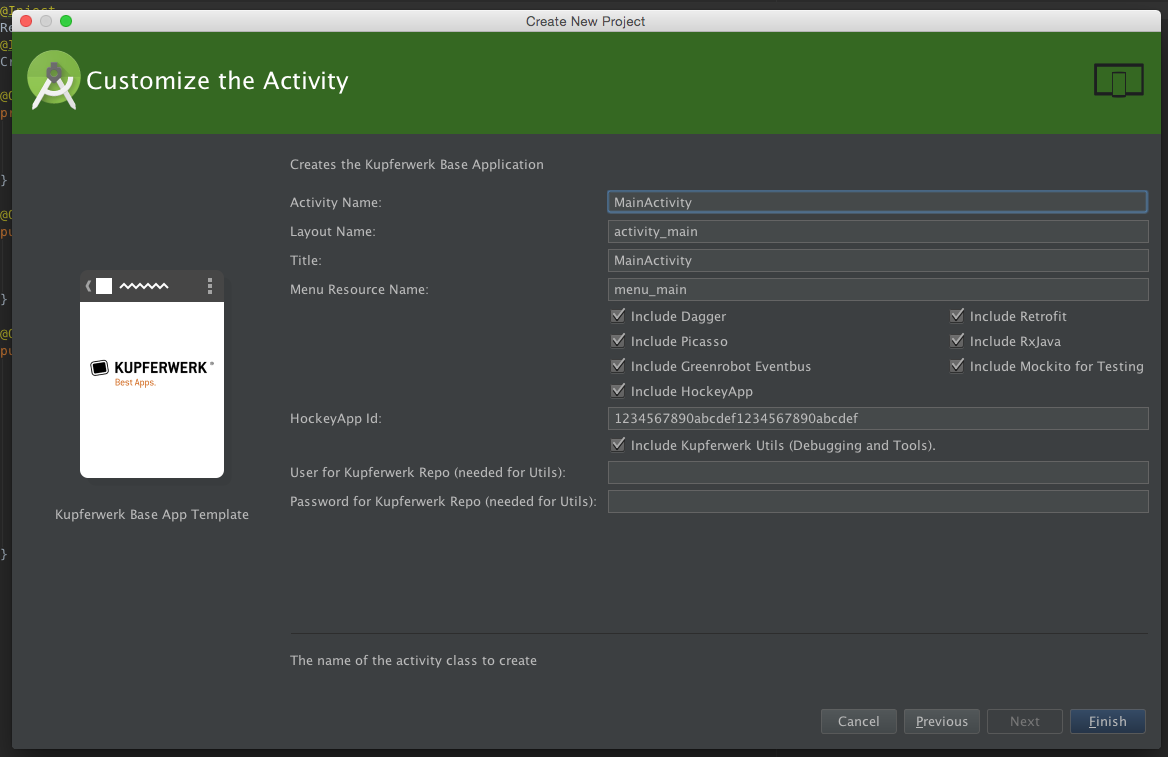 @Inject
Create New Project
Customize the Activity
Creates the Kupferwerk Base Application
Activity Name: MainActivity
Layout Name: activity_main
Title: MainActivity
Menu Resource Name: menu_main
Include Dagger Include Retrofit
Include Picasso Include RxJava
Include Greenrobot Eventbus Include Mockito for Testing
Include HockeyApp
HockeyApp Id: 1234567890abcdef1234567890abcdef
Include Kupferwerk Utils (Debugging and Tools).
User for Kupferwerk Repo (needed for Utils):
Password for Kupferwerk Repo (needed for Utils):
KUPFERWERK®
Best Apps.
Kupferwerk Base App Template
The name of the activity class to create
Cancel Previous Next Finish